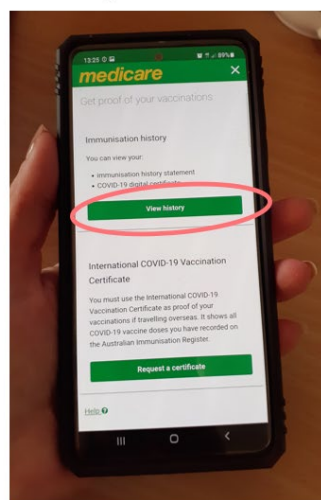 13:25
89%
medicare
Get proof of your vaccinations
Immunisation history
You can view your:
• immunisation history statement
• COVID-19 digital certificate
View history
International COVID-19 Vaccination
Certificate
You must use the International COVID-19
Vaccination Certificate as proof of your
vaccinations if travelling overseas. It shows all
COVID-19 vaccine doses you have recorded on
the Australian Immunisation Register.
Request a certificate
Help